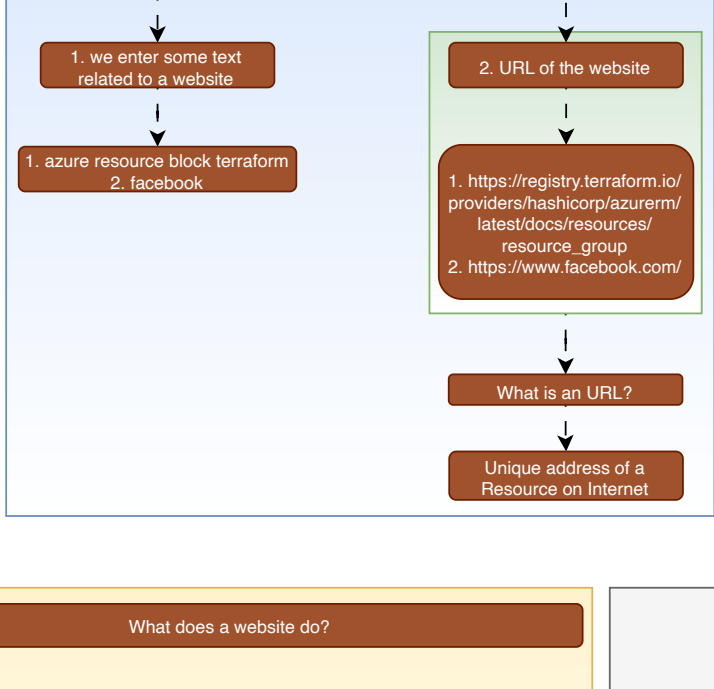 1. we enter some text
related to a website
1. azure resource block terraform
2. facebook
2. URL of the website
1. https://registry.terraform.io/
providers/hashicorp/azurerm/
latest/docs/resources/
resource_group
2. https://www.facebook.com/
What is an URL?
Unique address of a
Resource on Internet
What does a website do?